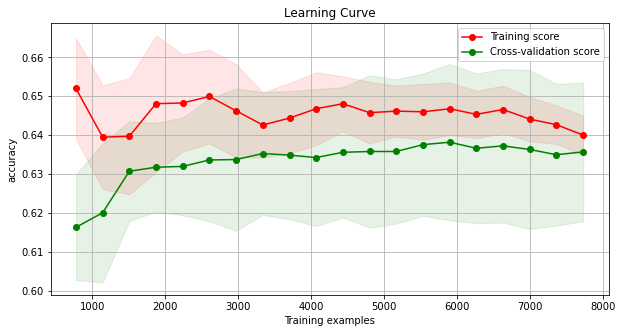 Learning Curve
Training score
Cross-validation score
0.66
0.65
0.64
0.63
0.62
0.61
0.60
accuracy
1000 2000 3000 4000 5000 6000 7000 8000
Training examples